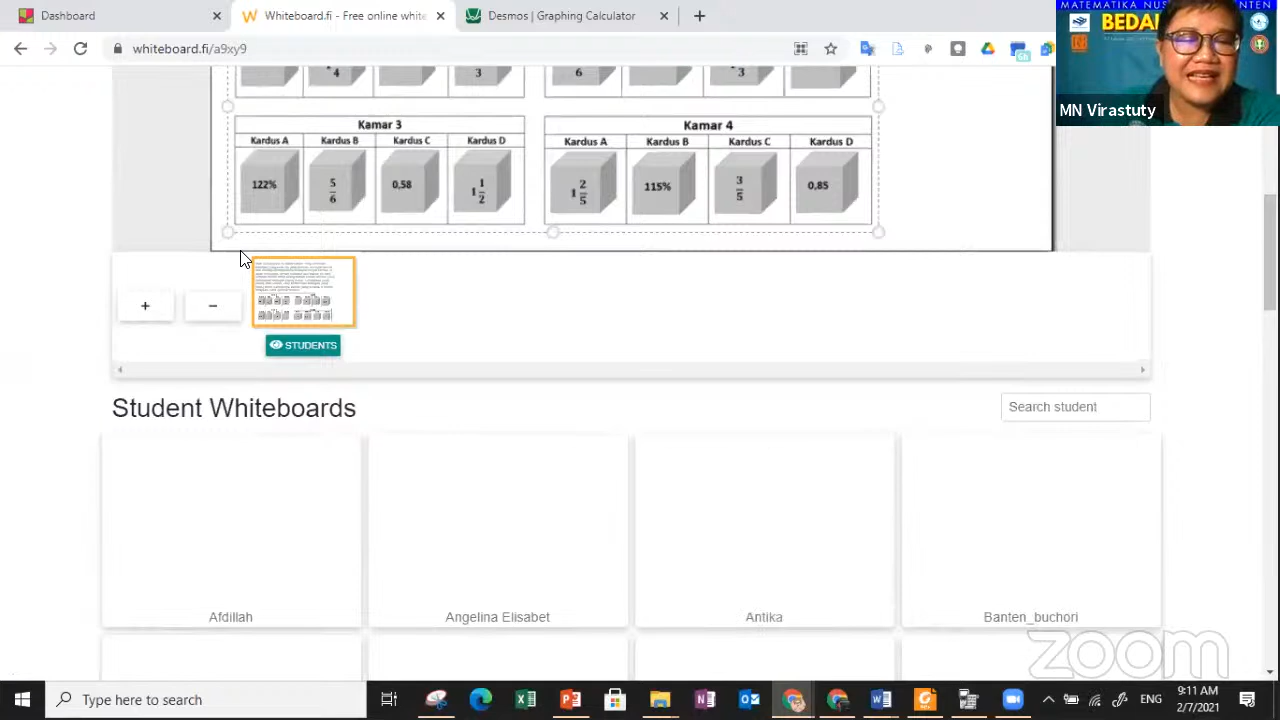 Dashboard
Whiteboard.fi - Free online white
Desmos | Graphing Calculator
whiteboard.fi/a9xy9
MATEMATIKA NUS
NTEN
BEDA
MN Virastuty
4
3
6
3
Kamar 3
Kardus A Kardus B Kardus C Kardus D
122% 5/6 0,58 1 1/2
Kamar 4
Kardus A Kardus B Kardus C Kardus D
1 2/5 115% 3/5 0,85
+ -
STUDENTS
Student Whiteboards
Search student
Afdillah
Angelina Elisabet
Antika
Banten_buchori
zoom
Type here to search
ENG
9:11 AM
2/7/2021